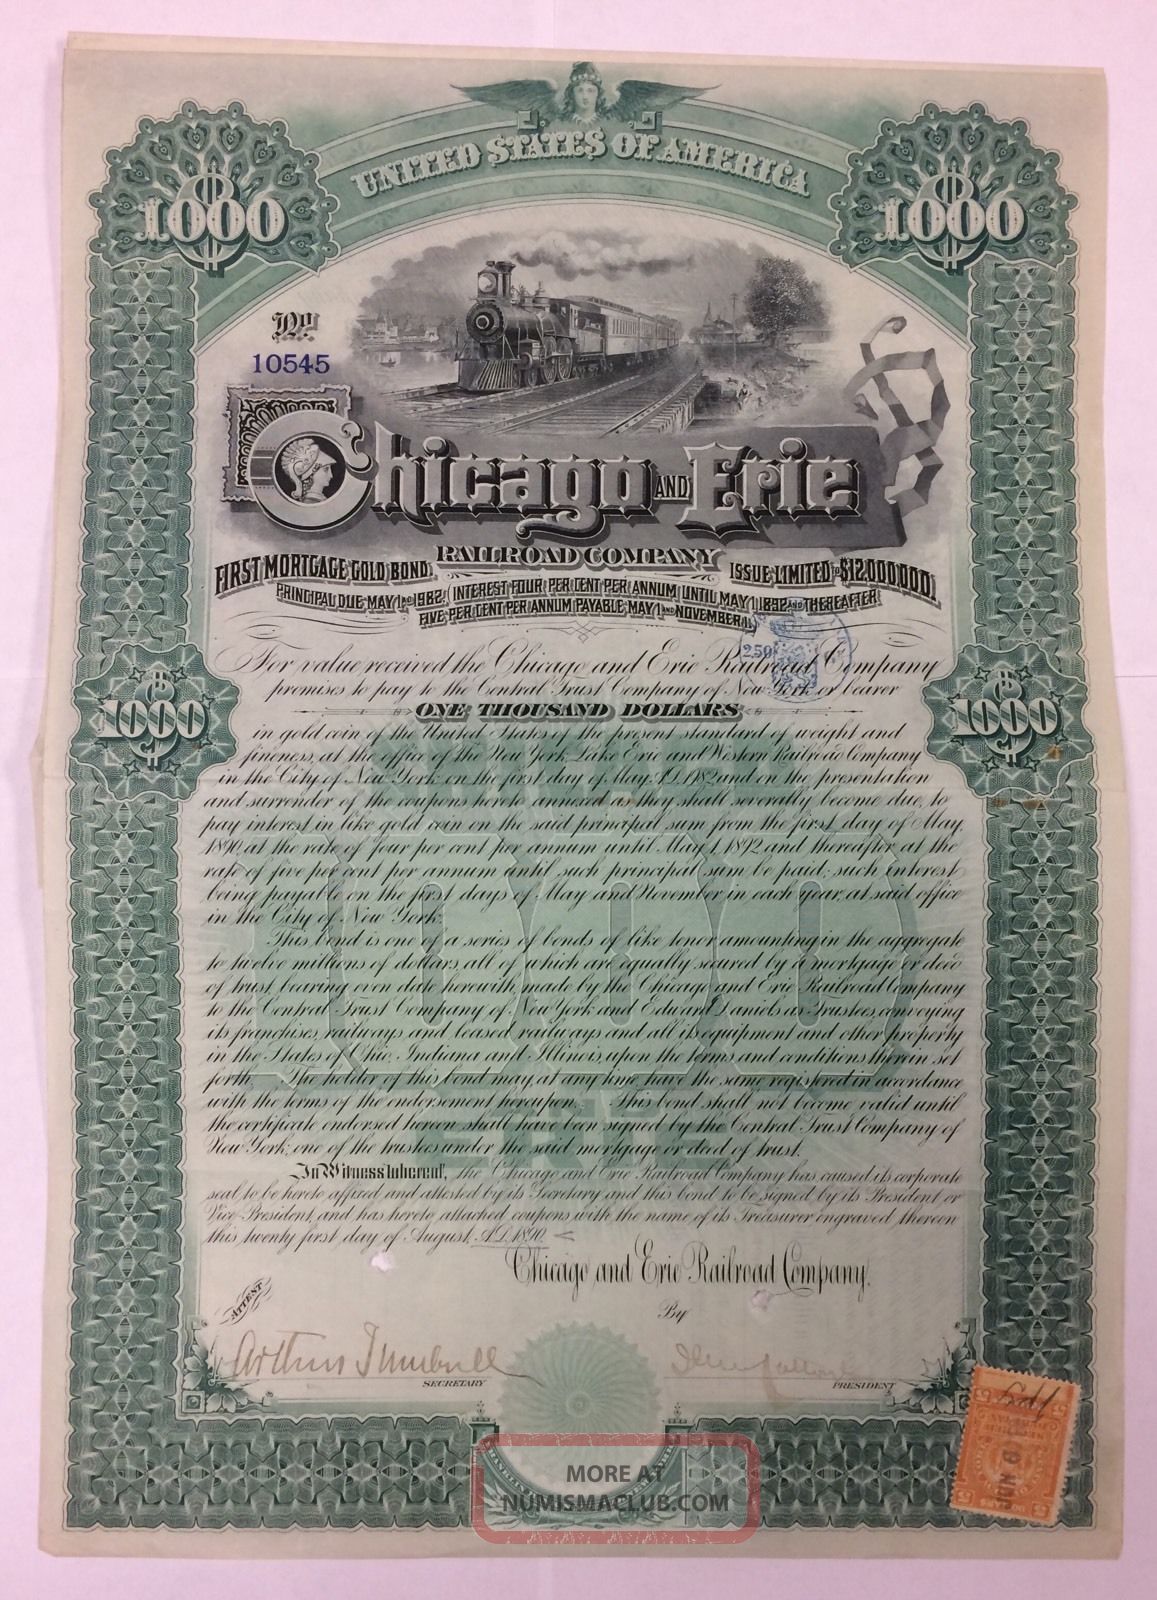 UNITED STATES OF AMERICA
$1000 $1000
No.
10545
Chicago AND Erie
RAILROAD COMPANY
FIRST MORTGAGE GOLD BOND. ISSUE LIMITED TO $12,000,000.
PRINCIPAL DUE MAY 1st 1982. INTEREST FOUR PER CENT PER ANNUM UNTIL MAY 1, 1892 AND THEREAFTER
FIVE PER CENT PER ANNUM PAYABLE MAY 1 AND NOVEMBER 1.
250
For value received the Chicago and Erie Railroad Company
promises to pay to the Central Trust Company of New York or bearer
ONE THOUSAND DOLLARS
$1000 $1000
in gold coin of the United States of the present standard of weight and
fineness, at the office of the New York, Lake Erie and Western Railroad Company
in the City of New York on the first day of May, A.D. 1982, and on the presentation
and surrender of the coupons hereto annexed as they shall severally become due, to
pay interest in like gold coin on the said principal sum from the first day of May,
1890, at the rate of four per cent per annum until May 1, 1892, and thereafter at the
rate of five per cent per annum until such principal sum be paid, such interest
being payable on the first days of May and November in each year, at said office
in the City of New York.
This bond is one of a series of bonds of like tenor amounting in the aggregate
to twelve millions of dollars, all of which are equally secured by a mortgage or deed
of trust, bearing even date herewith, made by the Chicago and Erie Railroad Company
to the Central Trust Company of New York and Edward Daniels as Trustees, conveying
its franchises, railways and leased railways and all its equipment and other property
in the States of Ohio, Indiana and Illinois, upon the terms and conditions therein set
forth. The holder of this bond may, at any time, have the same registered in accordance
with the terms of the endorsement hereupon. This bond shall not become valid until
the certificate endorsed hereon shall have been signed by the Central Trust Company of
New York, one of the trustees under the said mortgage or deed of trust.
In Witness Whereof, the Chicago and Erie Railroad Company has caused its corporate
seal to be hereto affixed and attested by its Secretary and this bond to be signed by its President or
Vice-President, and has hereto attached coupons with the name of its Treasurer engraved thereon
this twenty first day of August, A.D. 1890.
Chicago and Erie Railroad Company.
ATTEST By
Arthur Turnbull
SECRETARY PRESIDENT
MORE AT
NUMISMACLUB.COM